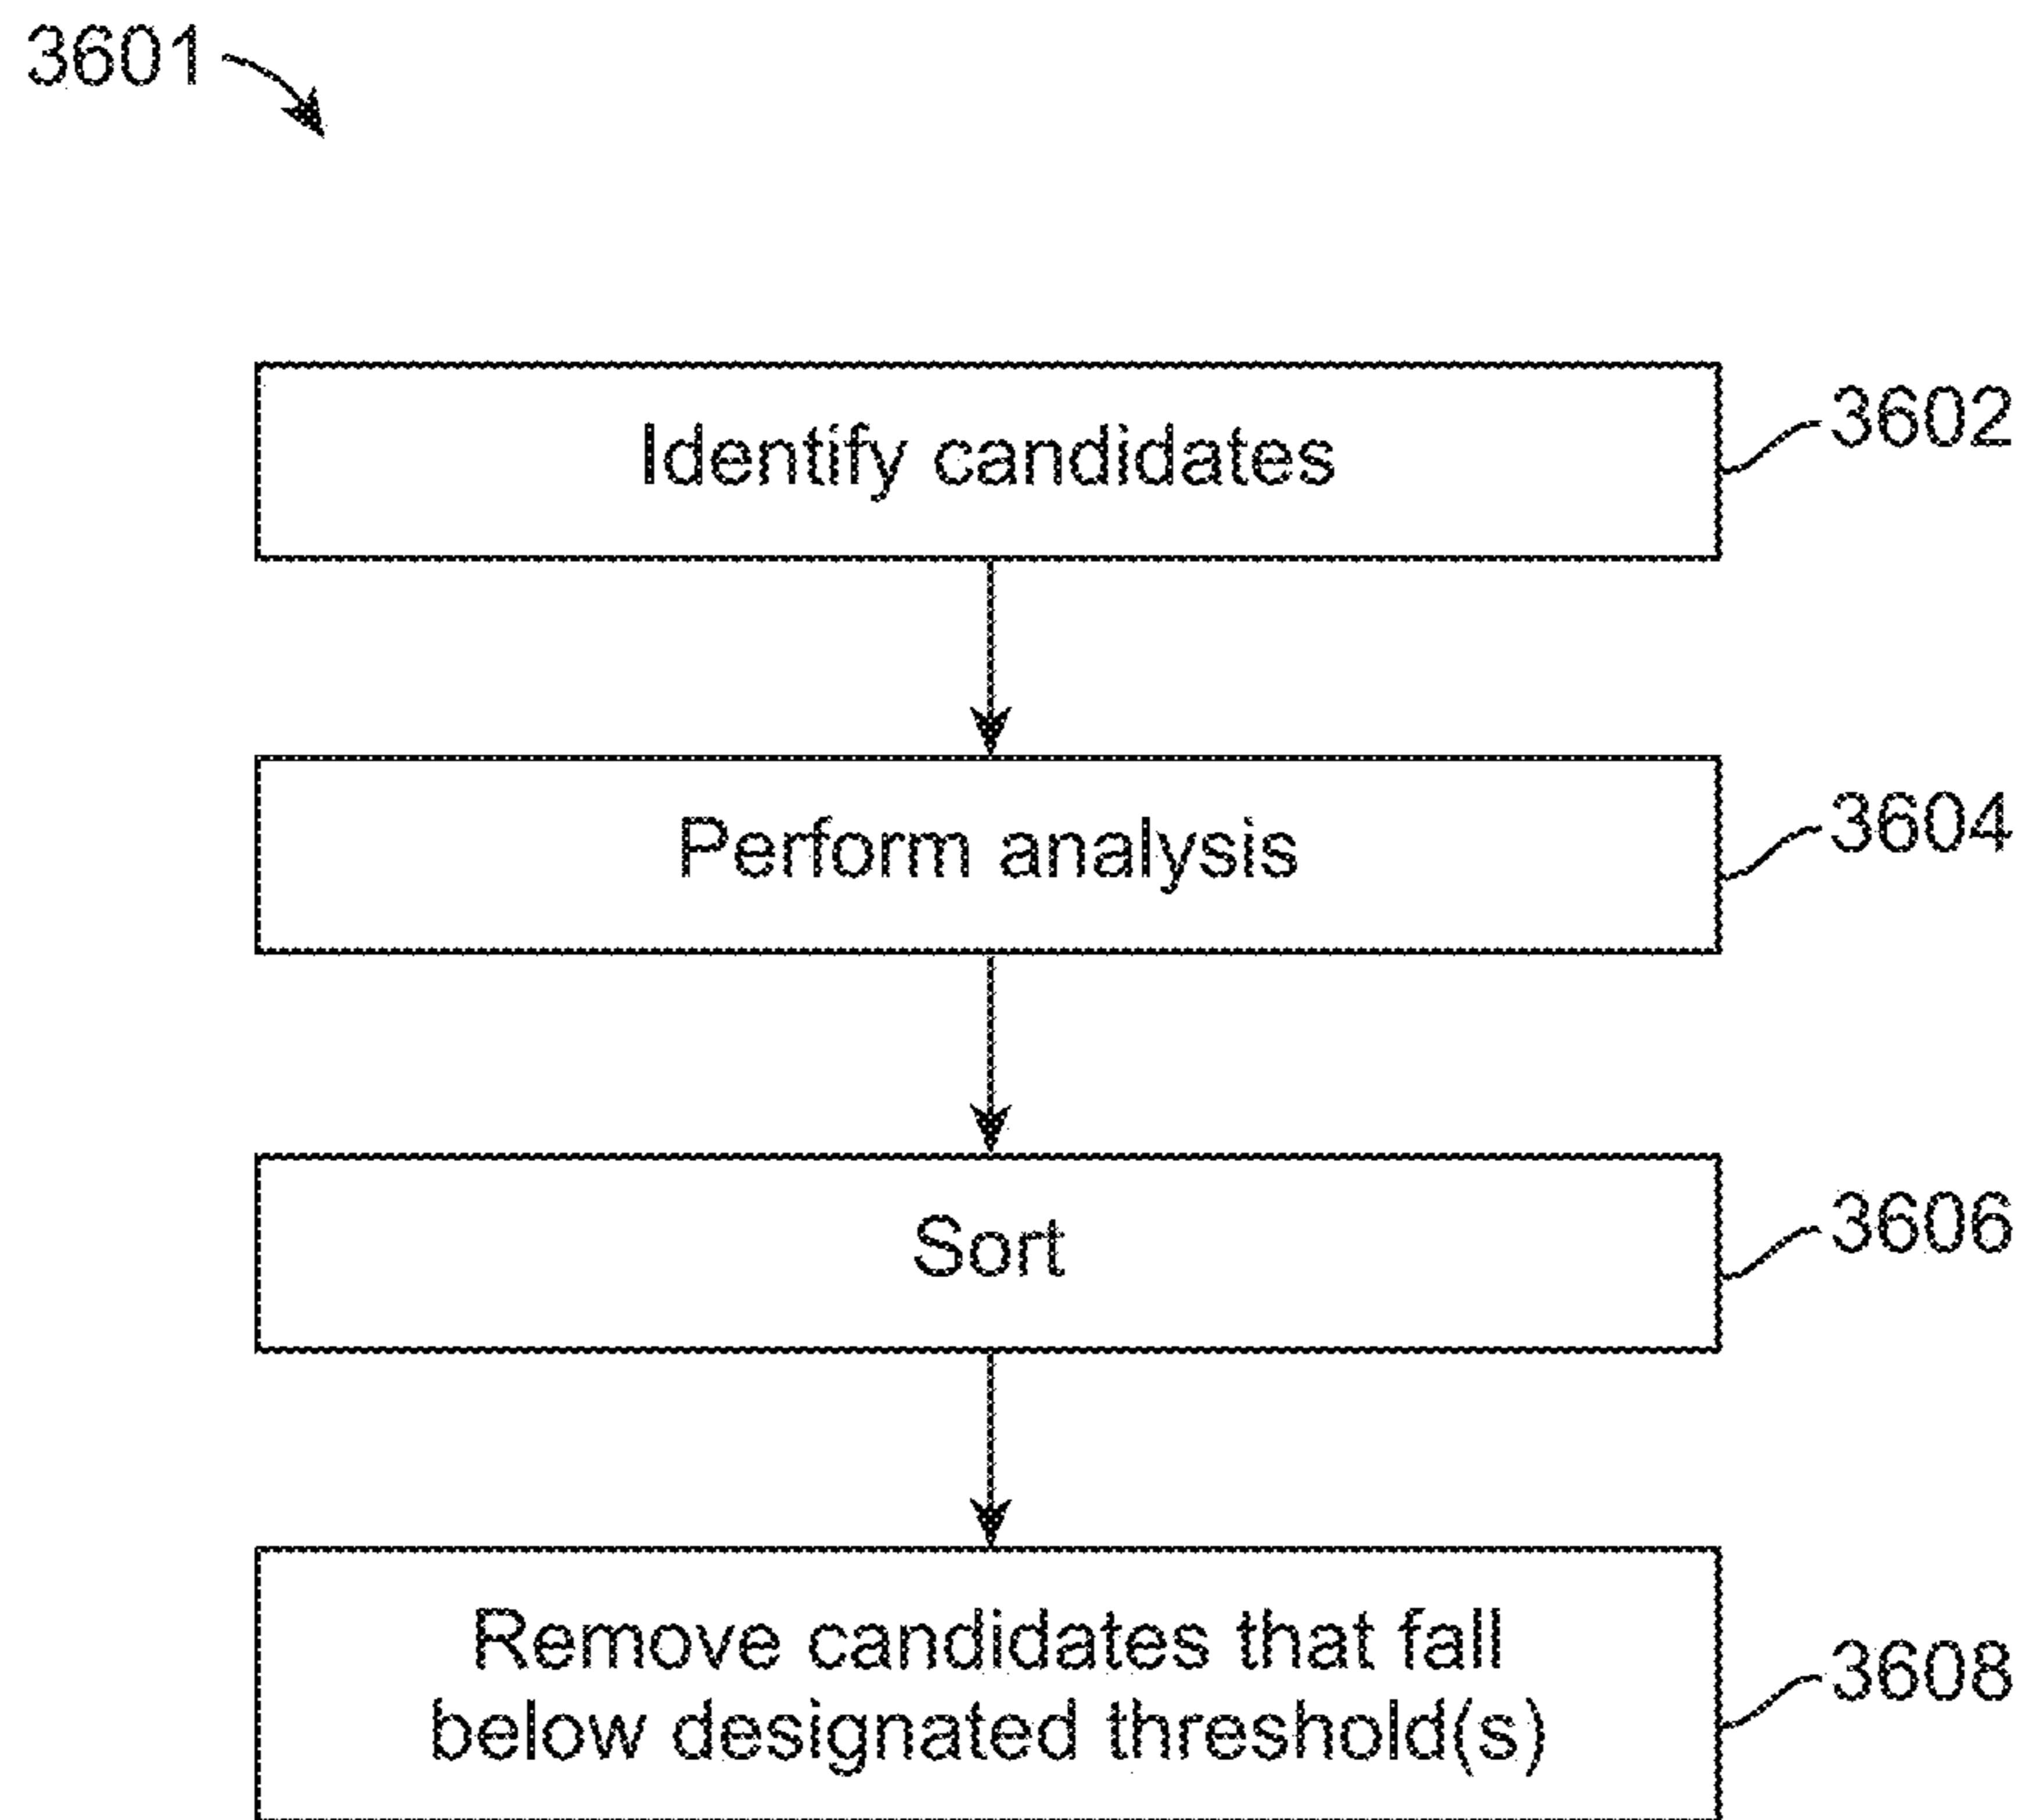 3601
Identify candidates
3602
Perform analysis
3604
Sort
3606
Remove candidates that fall
below designated threshold(s)
3608